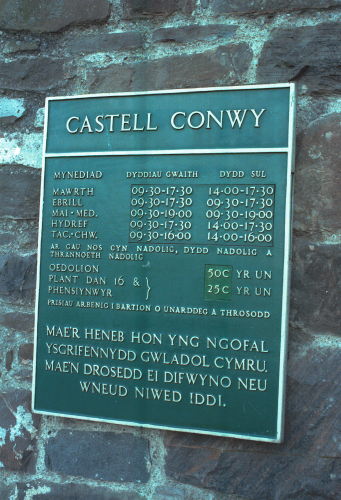 CASTELL CONWY
MYNEDIAD DYDDIAU GWAITH DYDD SUL
MAWRTH 09·30-17·30 14·00-17·30
EBRILL 09·30-17·30 09·30-17·30
MAI-MED. 09·30-19·00 09·30-19·00
HYDREF 09·30-17·30 14·00-17·30
TAC.-CHW. 09·30-16·00 14·00-16·00
AR GAU NOS CYN NADOLIG, DYDD NADOLIG A
THRANNOETH NADOLIG
OEDOLION 50C YR UN
PLANT DAN 16 &
PHENSIYNWYR } 25C YR UN
PRISIAU ARBENIG I BARTION O UNARDDEG A THROSODD
MAE'R HENEB HON YNG NGOFAL
YSGRIFENNYDD GWLADOL CYMRU.
MAE'N DROSEDD EI DIFWYNO NEU
WNEUD NIWED IDDI.